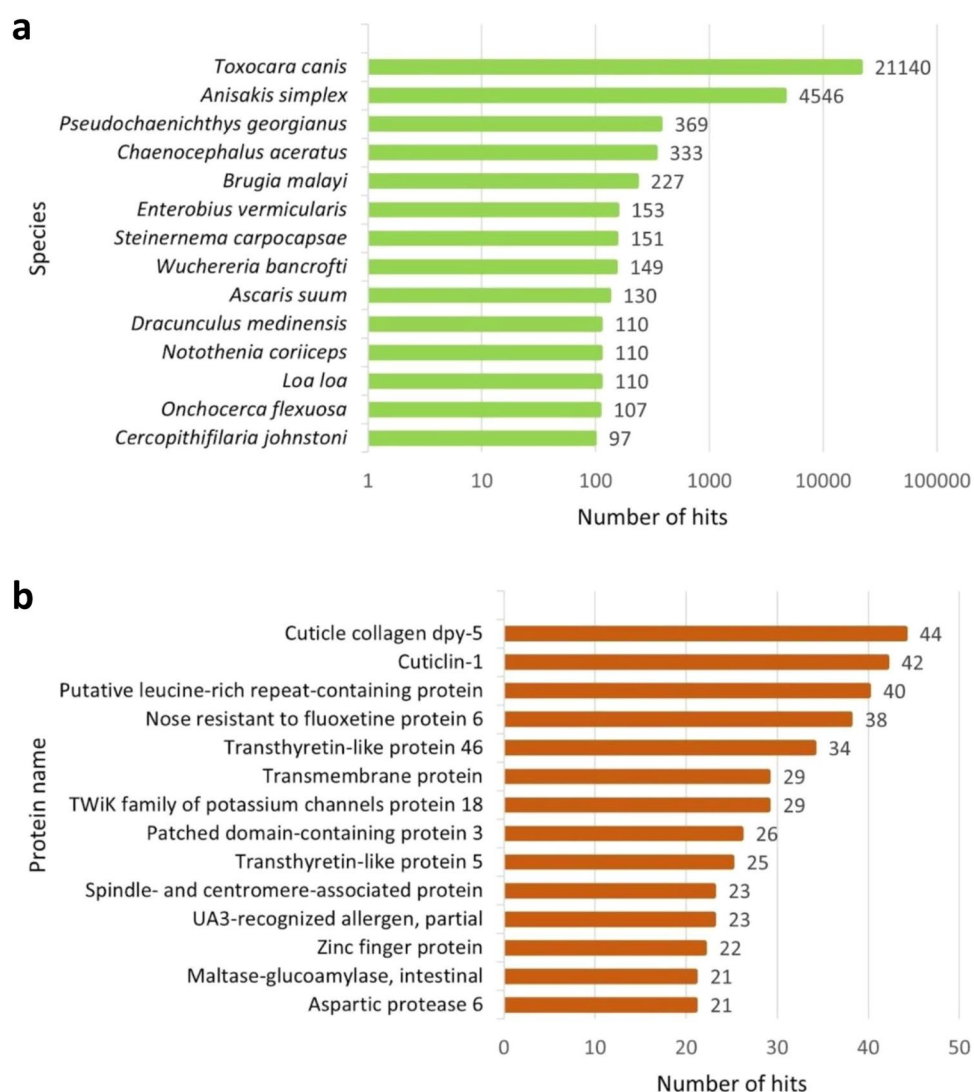 a
Toxocara canis 21140
Anisakis simplex 4546
Pseudochaenichthys georgianus 369
Chaenocephalus aceratus 333
Brugia malayi 227
Enterobius vermicularis 153
Steinernema carpocapsae 151
Wuchereria bancrofti 149
Ascaris suum 130
Dracunculus medinensis 110
Notothenia coriiceps 110
Loa loa 110
Onchocerca flexuosa 107
Cercopithifilaria johnstoni 97
Species
1 10 100 1000 10000 100000
Number of hits
b
Cuticle collagen dpy-5 44
Cuticlin-1 42
Putative leucine-rich repeat-containing protein 40
Nose resistant to fluoxetine protein 6 38
Transthyretin-like protein 46 34
Transmembrane protein 29
TWiK family of potassium channels protein 18 29
Patched domain-containing protein 3 26
Transthyretin-like protein 5 25
Spindle- and centromere-associated protein 23
UA3-recognized allergen, partial 23
Zinc finger protein 22
Maltase-glucoamylase, intestinal 21
Aspartic protease 6 21
Protein name
0 10 20 30 40 50
Number of hits